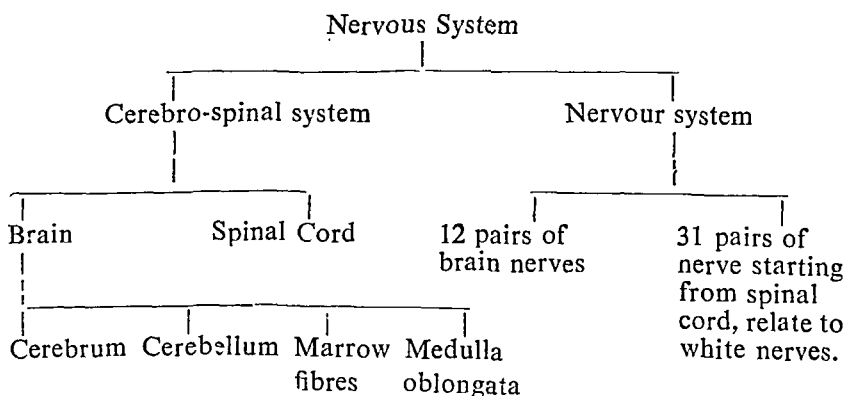 Nervous System
Cerebro-spinal system
Nervour system
Brain
Spinal Cord
12 pairs of
brain nerves
31 pairs of
nerve starting
from spinal
cord, relate to
white nerves.
Cerebrum
Cerebellum
Marrow
fibres
Medulla
oblongata